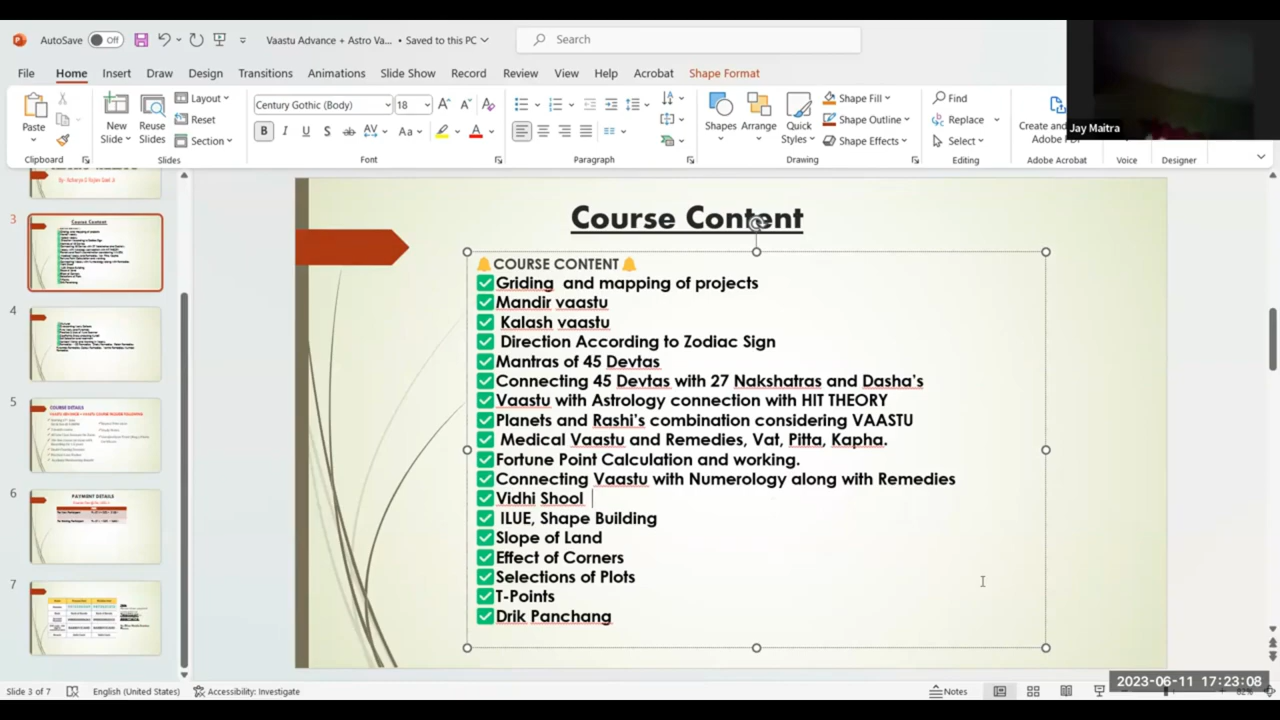 AutoSave Off Vaastu Advance + Astro Va... • Saved to this PC Search
File Home Insert Draw Design Transitions Animations Slide Show Record Review View Help Acrobat Shape Format
Paste
Clipboard
New Slide
Reuse Slides
Layout
Reset
Section
Slides
Century Gothic (Body) 18
Font
Paragraph
Shapes
Arrange
Quick Styles
Shape Fill
Shape Outline
Shape Effects
Drawing
Find
Replace
Select
Editing
Create and
Adobe PDF
Adobe Acrobat
Voice
Designer
Jay Maitra
3
4
5
6
7
Course Content
🔔COURSE CONTENT🔔
✅Griding and mapping of projects
✅Mandir vaastu
✅ Kalash vaastu
✅ Direction According to Zodiac Sign
✅Mantras of 45 Devtas
✅Connecting 45 Devtas with 27 Nakshatras and Dasha's
✅Vaastu with Astrology connection with HIT THEORY
✅Planets and Rashi's combination considering VAASTU
✅ Medical Vaastu and Remedies, Vat, Pitta, Kapha.
✅Fortune Point Calculation and working.
✅Connecting Vaastu with Numerology along with Remedies
✅Vidhi Shool
✅ ILUE, Shape Building
✅Slope of Land
✅Effect of Corners
✅Selections of Plots
✅T-Points
✅Drik Panchang
Slide 3 of 7 English (United States) Accessibility: Investigate Notes
2023-06-11 17:23:08